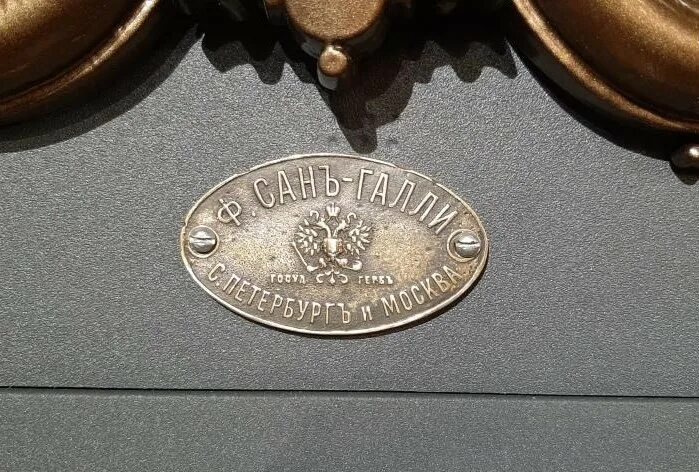 Ф. САНЪ-ГАЛЛИ
ГОСУД. ГЕРБЪ
С. ПЕТЕРБУРГЪ и МОСКВА